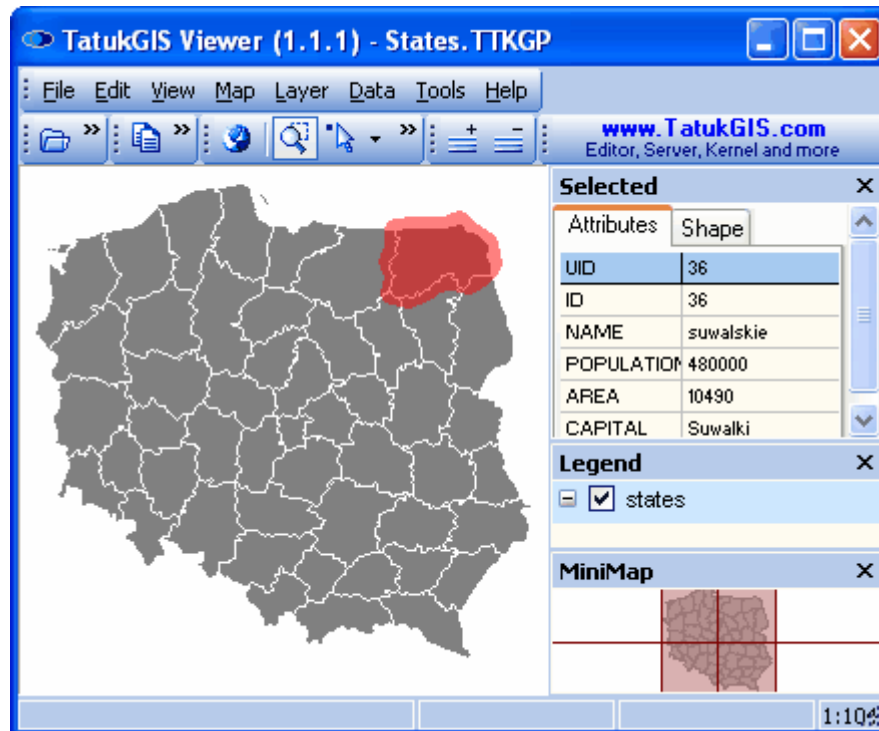 TatukGIS Viewer (1.1.1) - States.TTKGP
File Edit View Map Layer Data Tools Help
www.TatukGIS.com
Editor, Server, Kernel and more
Selected
Attributes Shape
UID 36
ID 36
NAME suwalskie
POPULATION 480000
AREA 10490
CAPITAL Suwalki
Legend
states
MiniMap